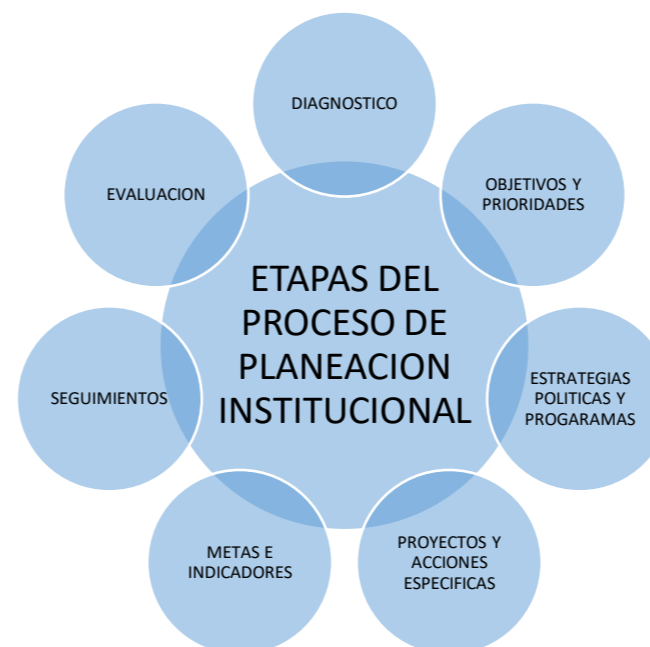 DIAGNOSTICO
OBJETIVOS Y
PRIORIDADES
ESTRATEGIAS
POLITICAS Y
PROGARAMAS
PROYECTOS Y
ACCIONES
ESPECIFICAS
METAS E
INDICADORES
SEGUIMIENTOS
EVALUACION
ETAPAS DEL
PROCESO DE
PLANEACION
INSTITUCIONAL